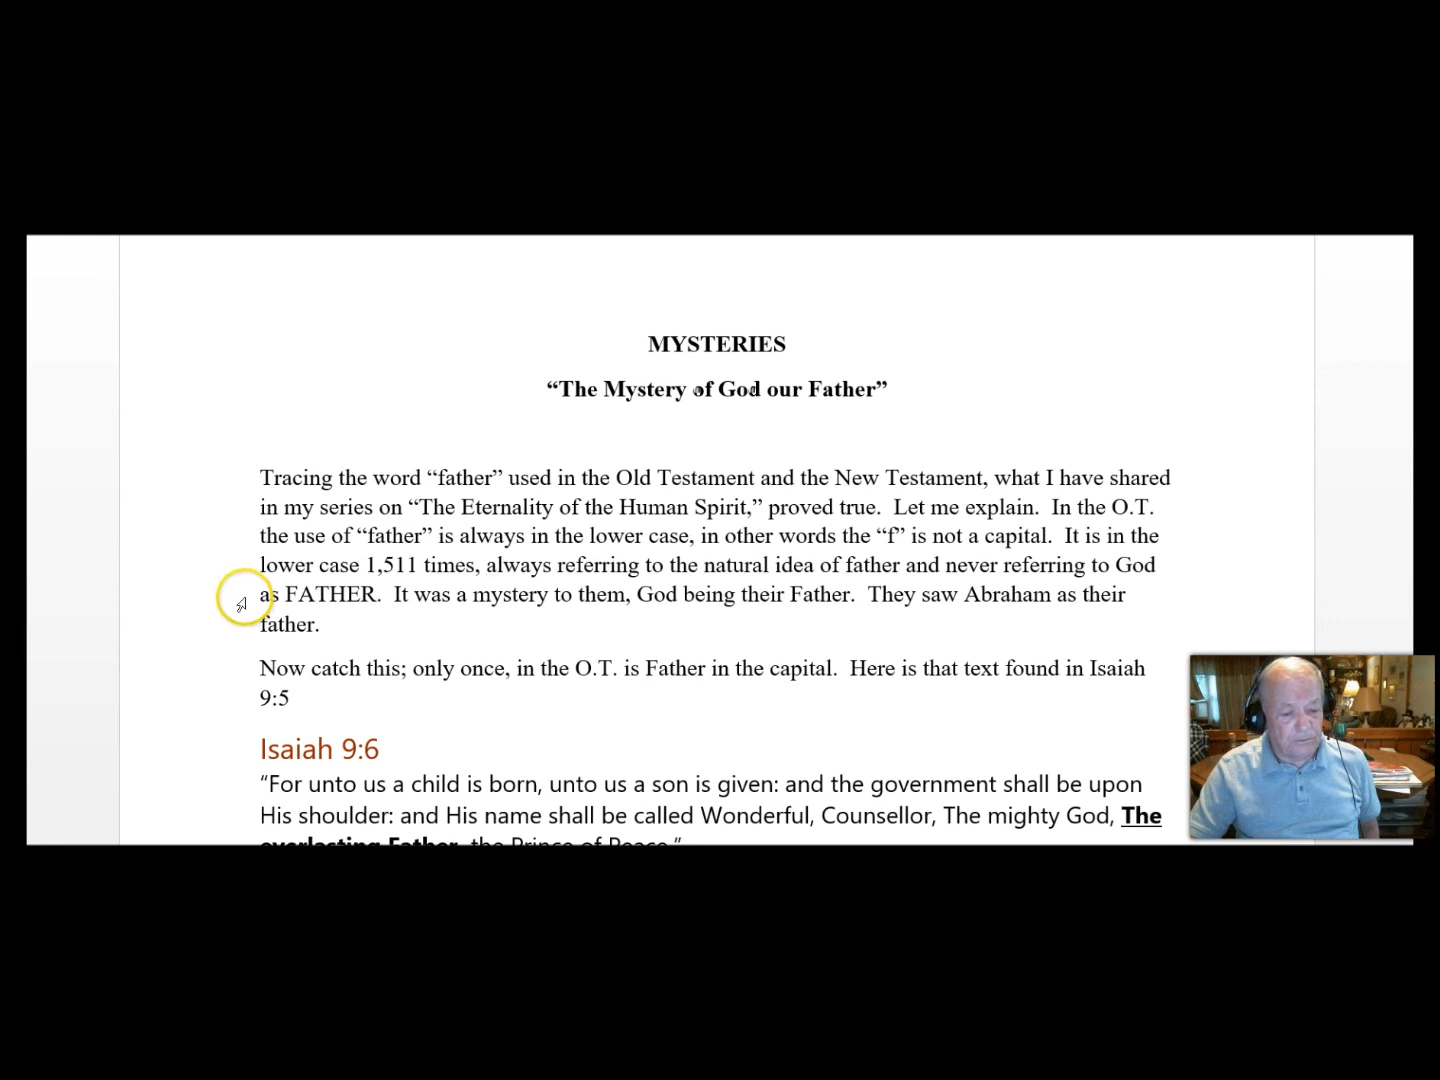 MYSTERIES
“The Mystery of God our Father”
Tracing the word “father” used in the Old Testament and the New Testament, what I have shared
in my series on “The Eternality of the Human Spirit,” proved true.  Let me explain.  In the O.T.
the use of “father” is always in the lower case, in other words the “f” is not a capital.  It is in the
lower case 1,511 times, always referring to the natural idea of father and never referring to God
as FATHER.  It was a mystery to them, God being their Father.  They saw Abraham as their
father.
Now catch this; only once, in the O.T. is Father in the capital.  Here is that text found in Isaiah
9:5
Isaiah 9:6
“For unto us a child is born, unto us a son is given: and the government shall be upon
His shoulder: and His name shall be called Wonderful, Counsellor, The mighty God, The
everlasting Father, the Prince of Peace.”